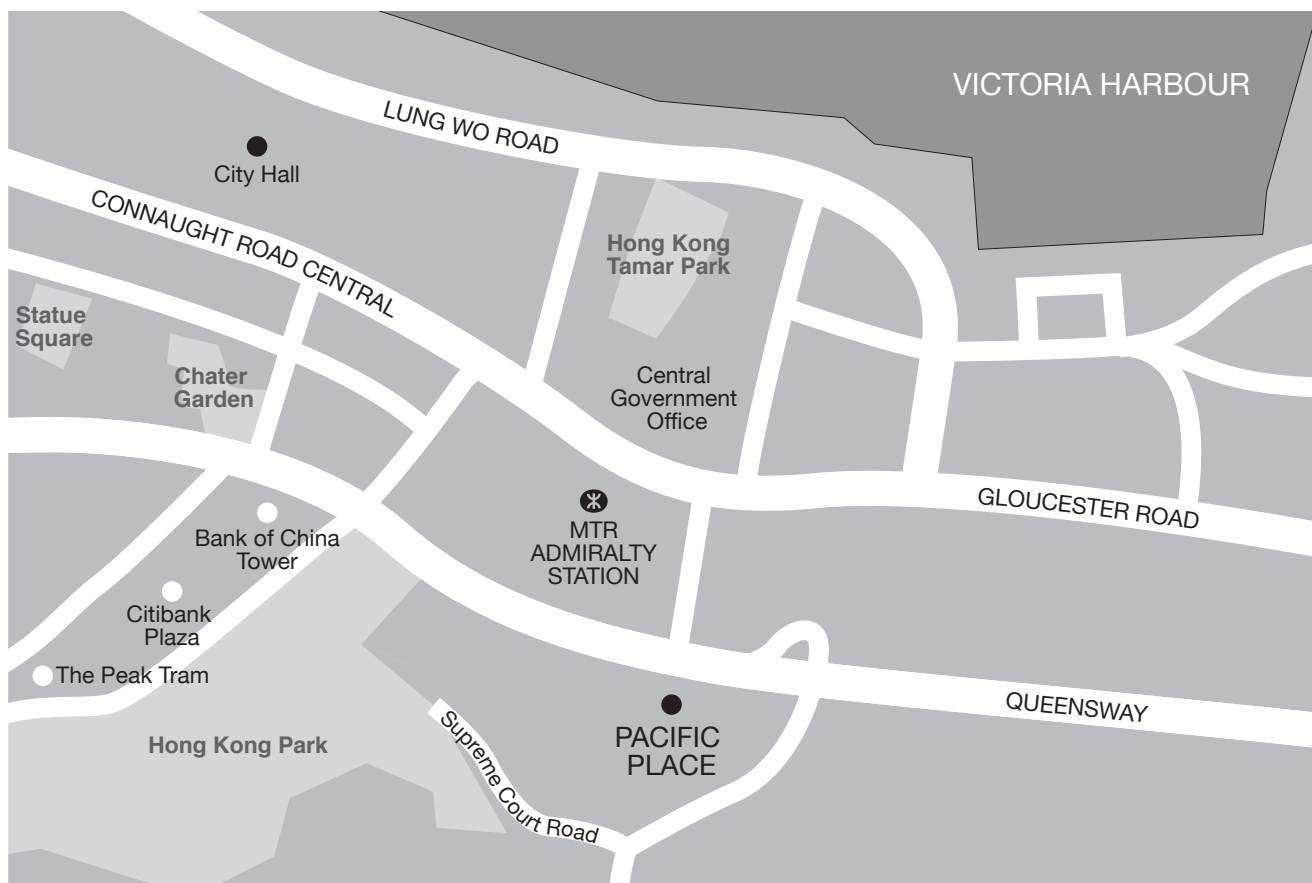 VICTORIA HARBOUR
LUNG WO ROAD
City Hall
CONNAUGHT ROAD CENTRAL
Hong Kong
Tamar Park
Statue
Square
Chater
Garden
Central
Government
Office
GLOUCESTER ROAD
MTR
ADMIRALTY
STATION
Bank of China
Tower
Citibank
Plaza
The Peak Tram
QUEENSWAY
PACIFIC
PLACE
Hong Kong Park
Supreme Court Road